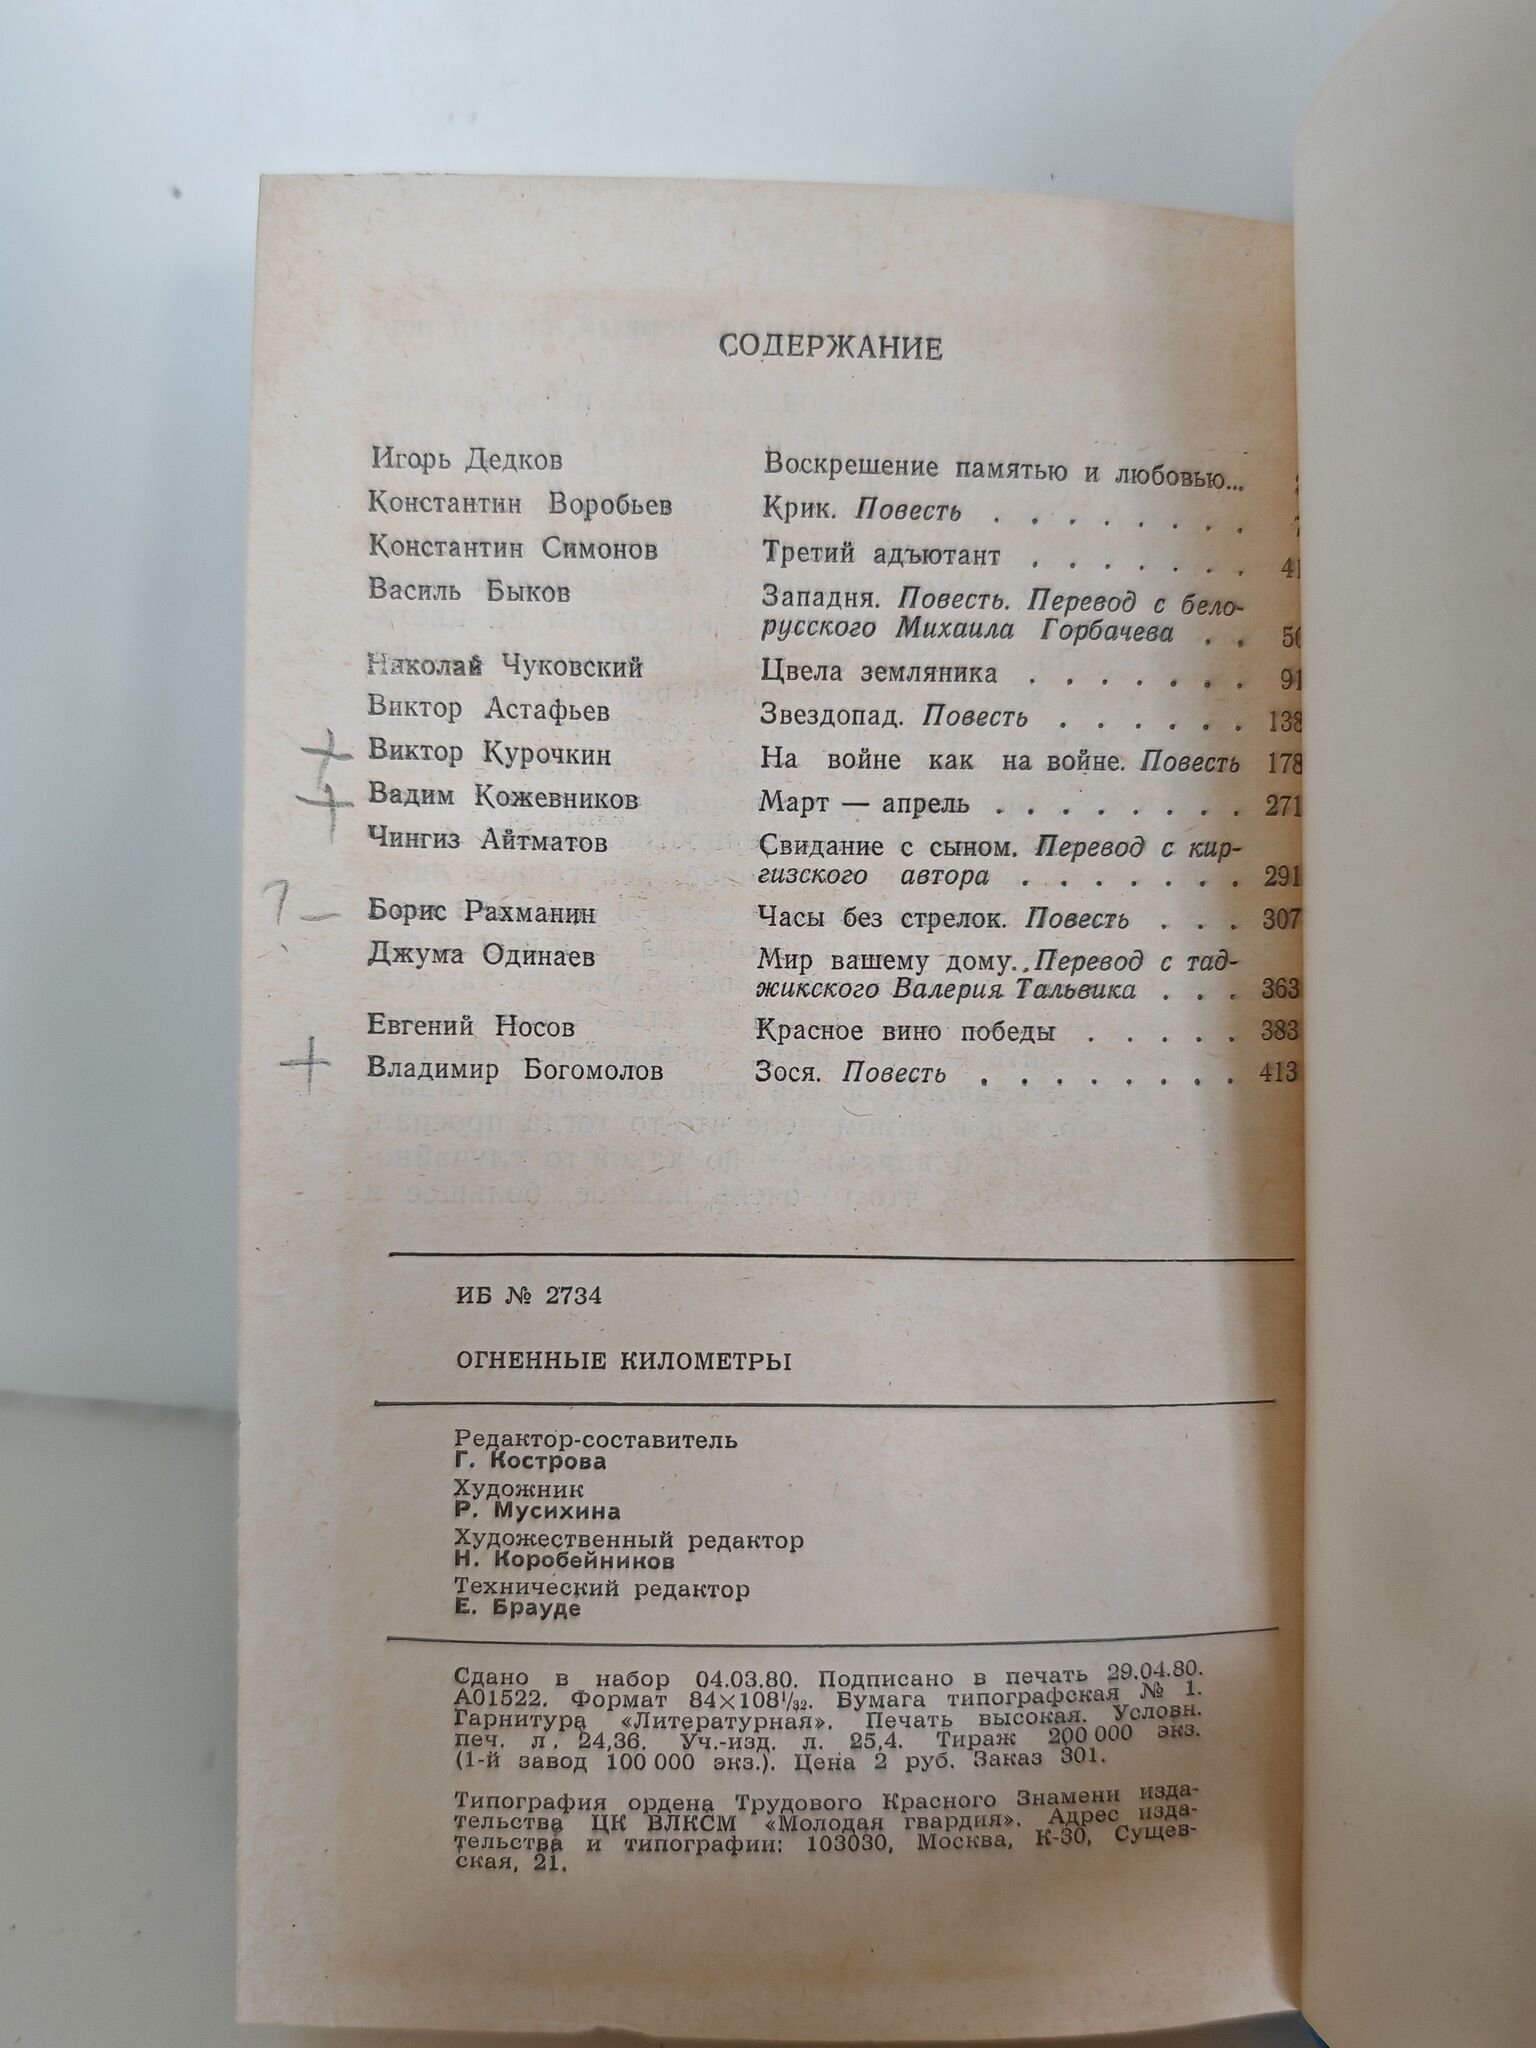 СОДЕРЖАНИЕ
Игорь Дедков Воскрешение памятью и любовью...
Константин Воробьев Крик. Повесть . . . . . . . . 7
Константин Симонов Третий адъютант . . . . . . . 41
Василь Быков Западня. Повесть. Перевод с бело-
русского Михаила Горбачева . . 50
Николай Чуковский Цвела земляника . . . . . . . 91
Виктор Астафьев Звездопад. Повесть . . . . . . 138
+ Виктор Курочкин На войне как на войне. Повесть 178
+ Вадим Кожевников Март — апрель . . . . . . . . 271
Чингиз Айтматов Свидание с сыном. Перевод с кир-
гизского автора . . . . . . . 291
? – Борис Рахманин Часы без стрелок. Повесть . . . 307
Джума Одинаев Мир вашему дому. Перевод с тад-
жикского Валерия Тальвика . . . 363
Евгений Носов Красное вино победы . . . . . 383
+ Владимир Богомолов Зося. Повесть . . . . . . . . 413
ИБ № 2734
ОГНЕННЫЕ КИЛОМЕТРЫ
Редактор-составитель
Г. Кострова
Художник
Р. Мусихина
Художественный редактор
Н. Коробейников
Технический редактор
Е. Брауде
Сдано в набор 04.03.80. Подписано в печать 29.04.80.
А01522. Формат 84×108¹/₃₂. Бумага типографская № 1.
Гарнитура «Литературная». Печать высокая. Условн.
печ. л. 24,36. Уч.-изд. л. 25,4. Тираж 200 000 экз.
(1-й завод 100 000 экз.). Цена 2 руб. Заказ 301.
Типография ордена Трудового Красного Знамени изда-
тельства ЦК ВЛКСМ «Молодая гвардия». Адрес изда-
тельства и типографии: 103030, Москва, К-30, Сущев-
ская, 21.